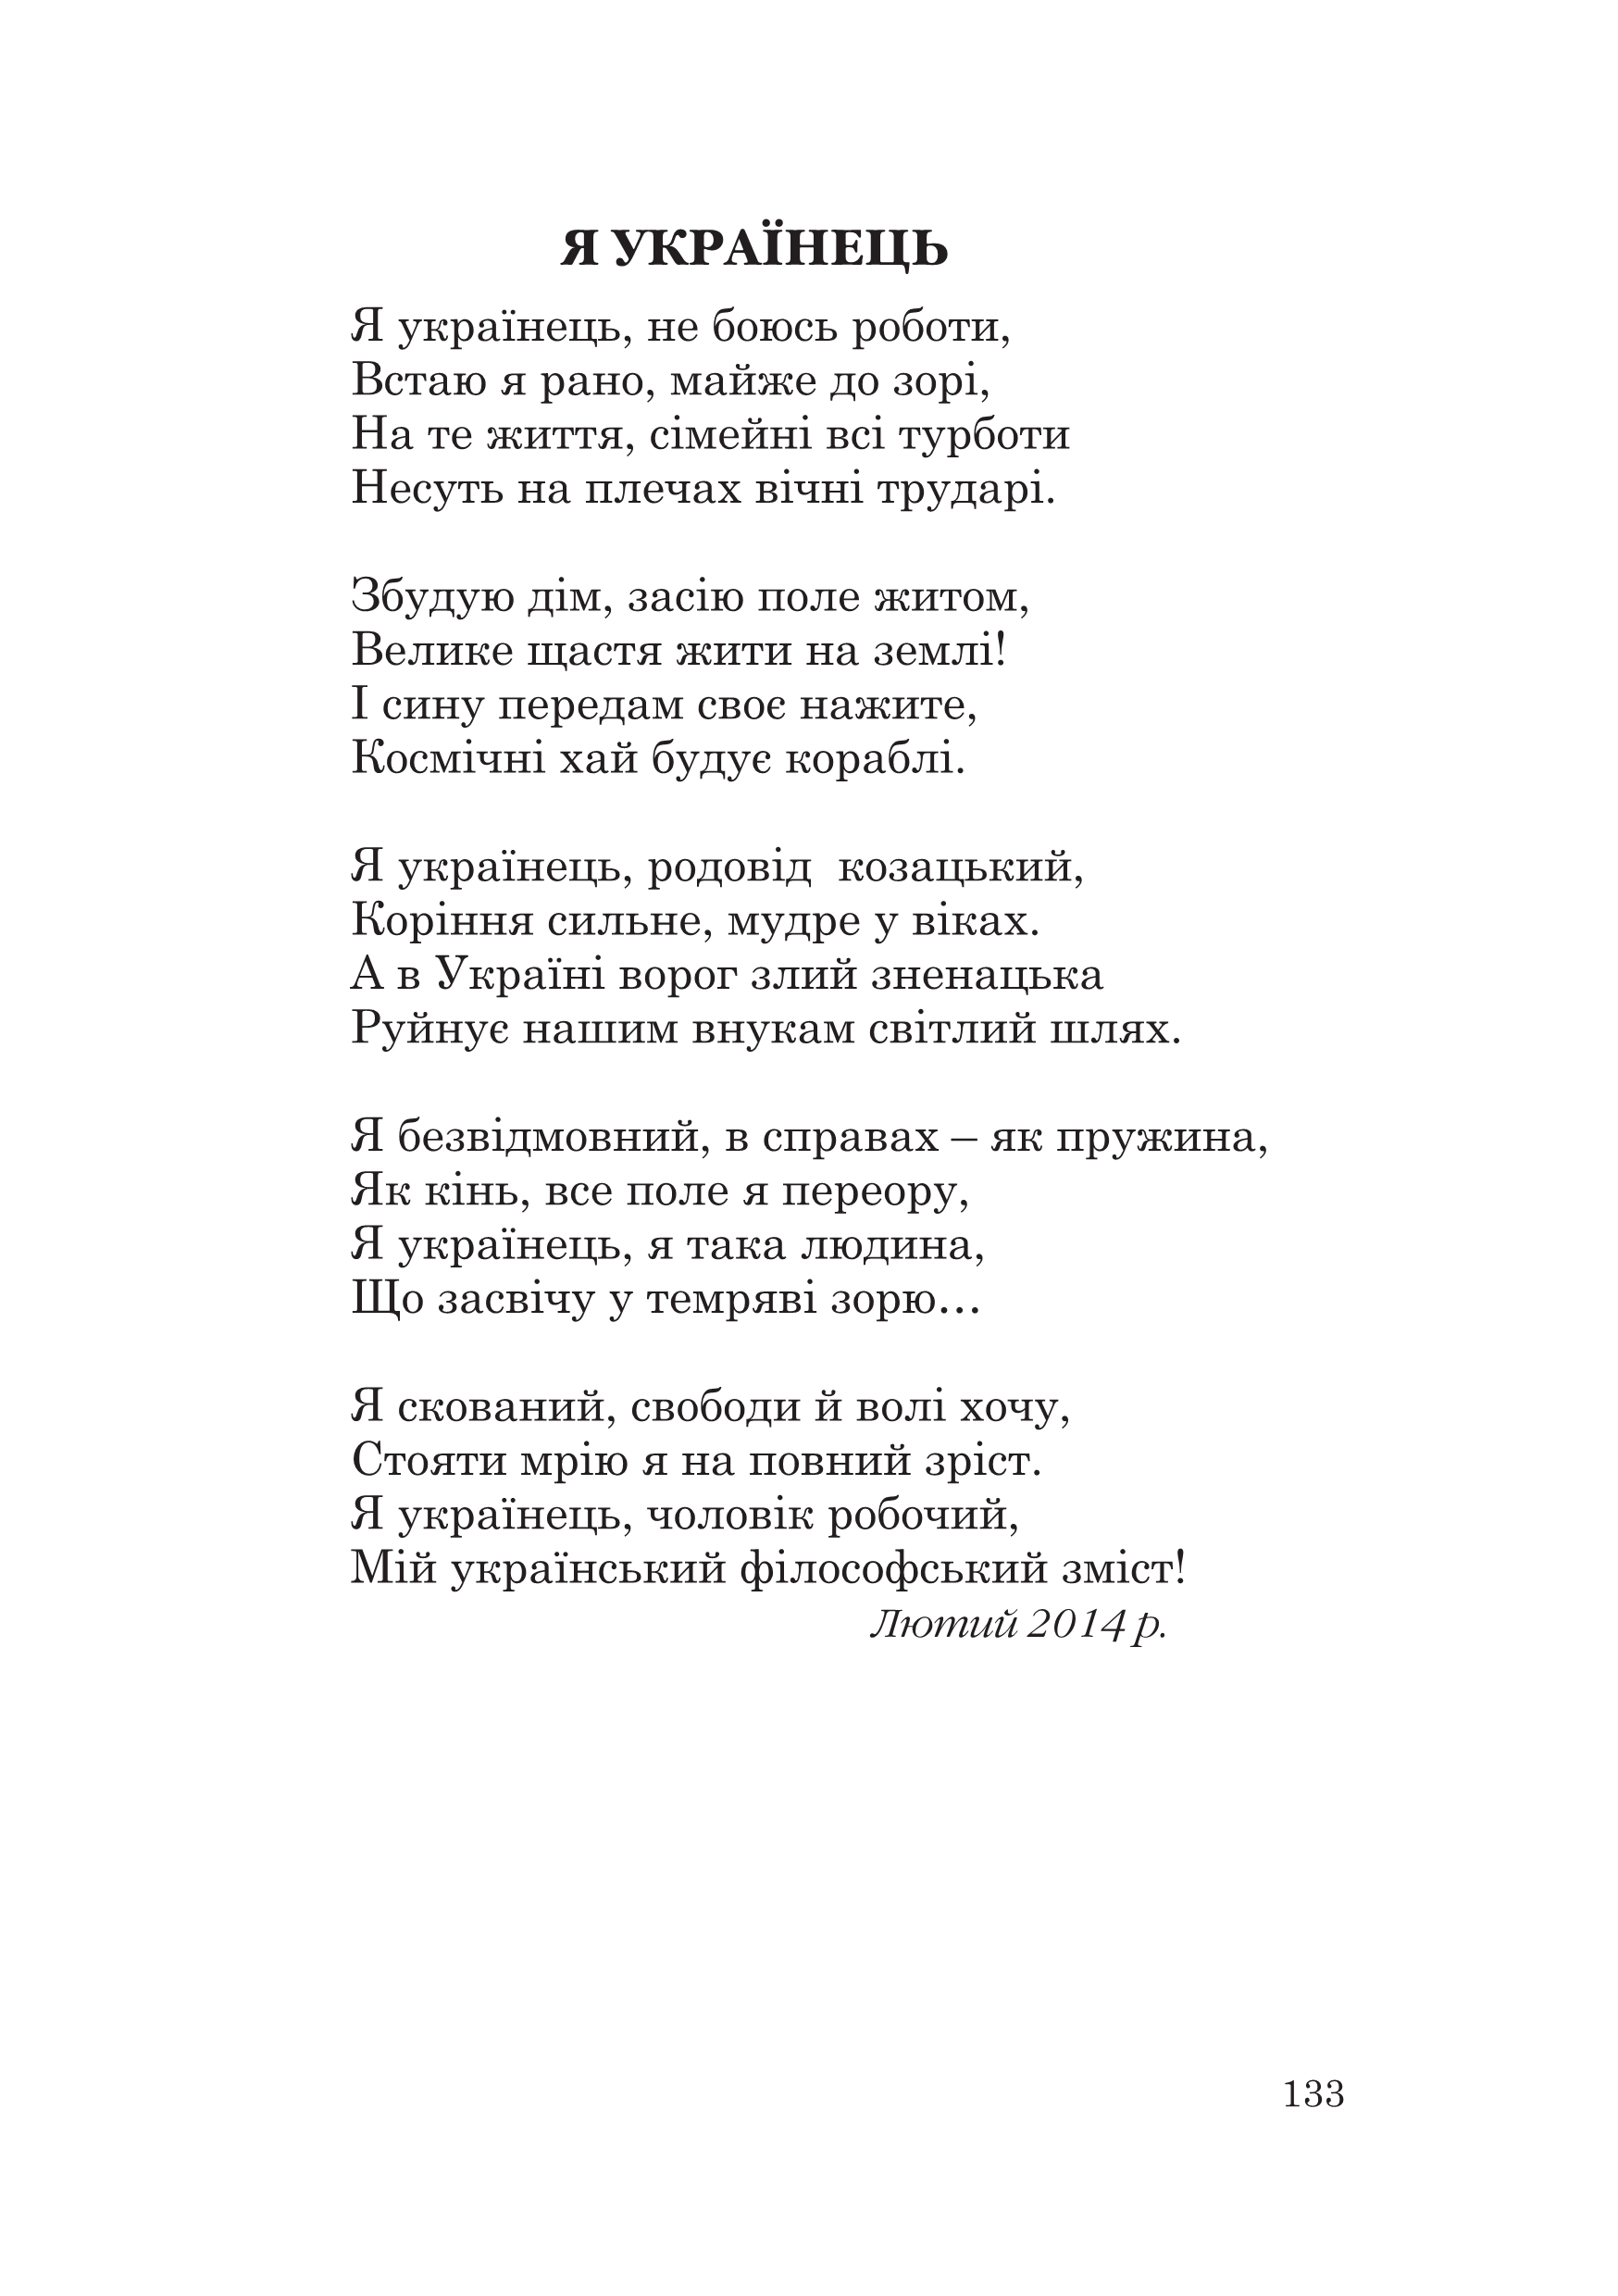 Я УКРАЇНЕЦЬ
Я українець, не боюсь роботи,
Встаю я рано, майже до зорі,
На те життя, сімейні всі турботи
Несуть на плечах вічні трударі.
Збудую дім, засію поле житом,
Велике щастя жити на землі!
І сину передам своє нажите,
Космічні хай будує кораблі.
Я українець, родовід  козацький,
Коріння сильне, мудре у віках.
А в Україні ворог злий зненацька
Руйнує нашим внукам світлий шлях.
Я безвідмовний, в справах – як пружина,
Як кінь, все поле я переору,
Я українець, я така людина,
Що засвічу у темряві зорю...
Я скований, свободи й волі хочу,
Стояти мрію я на повний зріст.
Я українець, чоловік робочий,
Мій український філософський зміст!
Лютий 2014 р.
133